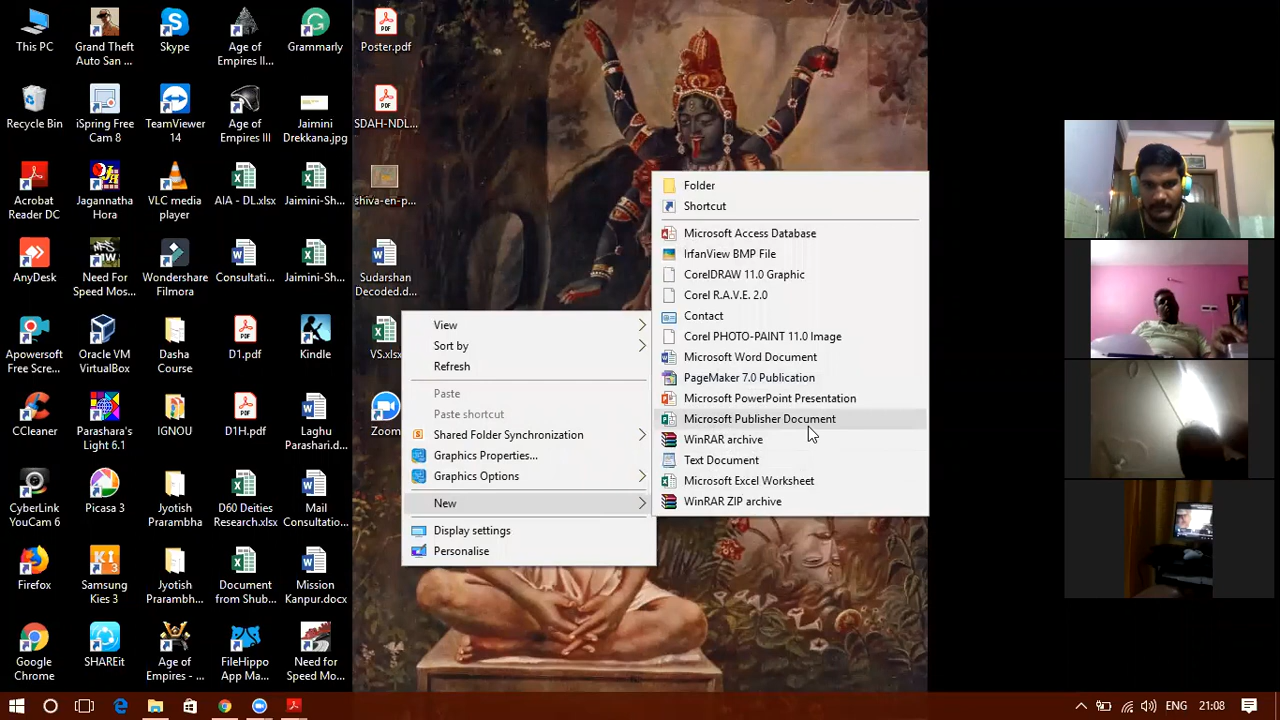 This PC
Grand Theft
Auto San ...
Skype
Age of
Empires II...
Grammarly
Poster.pdf
Recycle Bin
iSpring Free
Cam 8
TeamViewer
14
Age of
Empires III
Jaimini
Drekkana.jpg
SDAH-NDL...
Acrobat
Reader DC
Jagannatha
Hora
VLC media
player
AIA - DL.xlsx
Jaimini-Sh...
shiva-en-p...
AnyDesk
Need For
Speed Mos...
Wondershare
Filmora
Consultati...
Jaimini-Sh...
Sudarshan
Decoded.d...
Apowersoft
Free Scree...
Oracle VM
VirtualBox
Dasha
Course
D1.pdf
Kindle
VS.xlsx
CCleaner
Parashara's
Light 6.1
IGNOU
D1H.pdf
Laghu
Parashari.d...
Zoom
CyberLink
YouCam 6
Picasa 3
Jyotish
Prarambha
D60 Deities
Research.xlsx
Mail
Consultatio...
Firefox
Samsung
Kies 3
Jyotish
Prarambh...
Document
from Shub...
Mission
Kanpur.docx
Google
Chrome
SHAREit
Age of
Empires - ...
FileHippo
App Ma...
Need for
Speed Mo...
View
Sort by
Refresh
Paste
Paste shortcut
Shared Folder Synchronization
Graphics Properties...
Graphics Options
New
Display settings
Personalise
Folder
Shortcut
Microsoft Access Database
IrfanView BMP File
CorelDRAW 11.0 Graphic
Corel R.A.V.E. 2.0
Contact
Corel PHOTO-PAINT 11.0 Image
Microsoft Word Document
PageMaker 7.0 Publication
Microsoft PowerPoint Presentation
Microsoft Publisher Document
WinRAR archive
Text Document
Microsoft Excel Worksheet
WinRAR ZIP archive
ENG
21:08